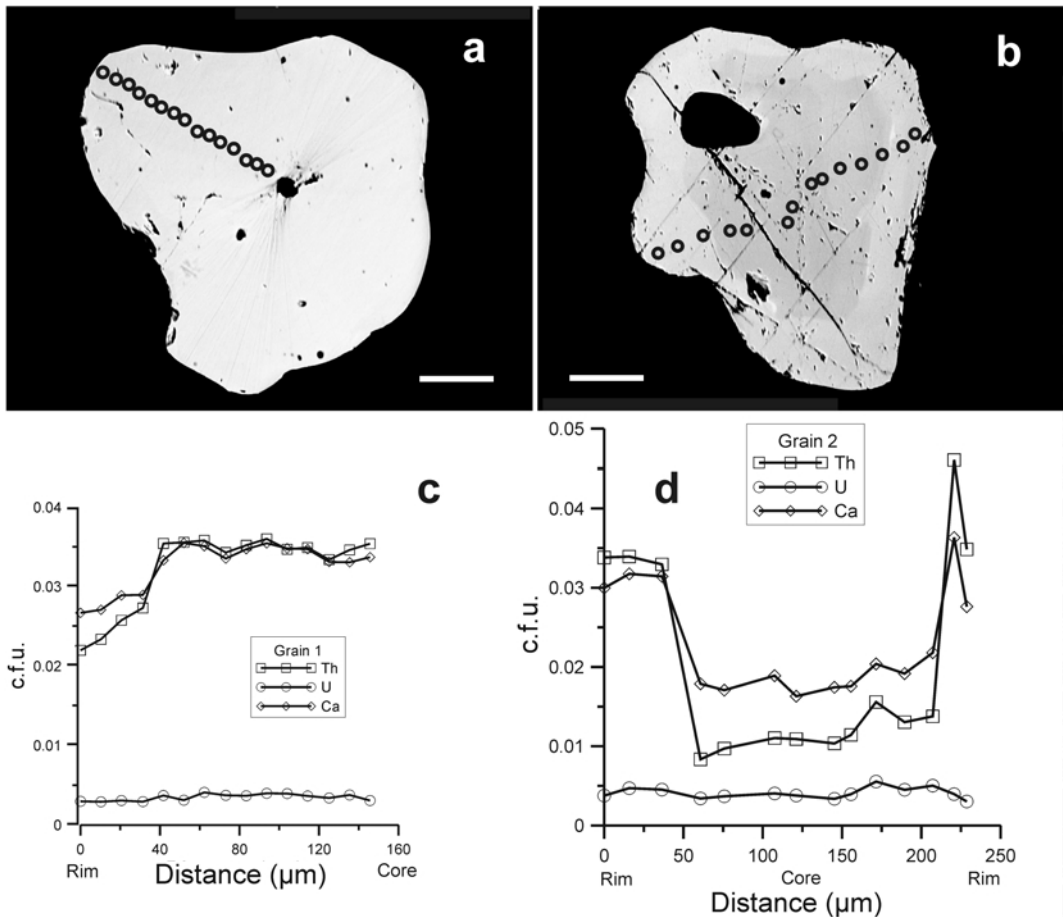 a
b
c
Grain 1
Th
U
Ca
c.f.u.
0.04
0.03
0.02
0.01
0
0 40 80 120 160
Rim Distance (µm) Core
d
Grain 2
Th
U
Ca
c.f.u.
0.05
0.04
0.03
0.02
0.01
0
0 50 100 150 200 250
Rim Core Rim
Distance (µm)